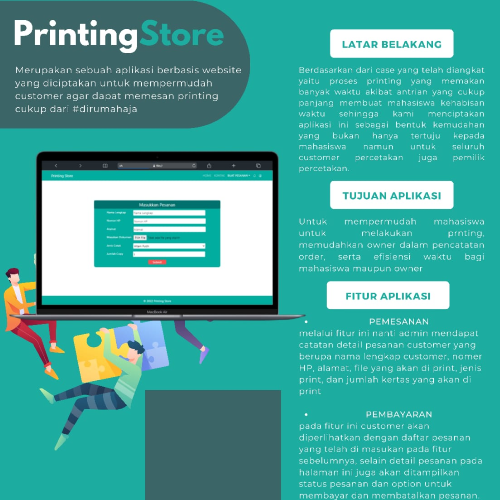 PrintingStore
Merupakan sebuah aplikasi berbasis website
yang diciptakan untuk mempermudah
customer agar dapat memesan printing
cukup dari #dirumahaja
Printing Store
Masukkan Pesanan
Nama Lengkap
Nomor HP
Alamat
© 2020 Printing Store
MacBook Air
LATAR BELAKANG
Berdasarkan dari case yang telah diangkat
yaitu proses printing yang memakan
banyak waktu akibat antrian yang cukup
panjang membuat mahasiswa kehabisan
waktu sehingga kami menciptakan
aplikasi ini sebagai bentuk kemudahan
yang bukan hanya tertuju kepada
mahasiswa namun untuk seluruh
customer percetakan juga pemilik
percetakan.
TUJUAN APLIKASI
Untuk mempermudah mahasiswa
untuk melakukan prnting,
memudahkan owner dalam pencatatan
order, serta efisiensi waktu bagi
mahasiswa maupun owner
FITUR APLIKASI
• PEMESANAN
melalui fitur ini nanti admin mendapat
catatan detail pesanan customer yang
berupa nama lengkap customer, nomer
HP, alamat, file yang akan di print, jenis
print, dan jumlah kertas yang akan di
print
• PEMBAYARAN
pada fitur ini customer akan
diperlihatkan dengan daftar pesanan
yang telah di masukan pada fitur
sebelumnya, selain detail pesanan pada
halaman ini juga akan ditampilkan
status pesanan dan option untuk
membayar dan membatalkan pesanan.